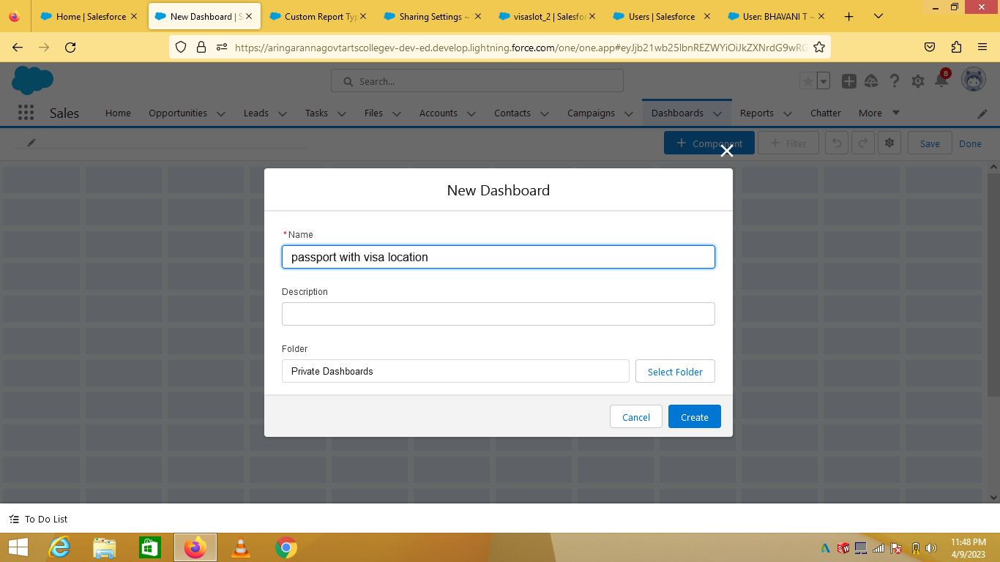 Home | Salesforce
New Dashboard | S
Custom Report Typ
Sharing Settings ~
visaslot_2 | Salesfor
Users | Salesforce
User: BHAVANI T ~
https://aringarannagovtartscollegev-dev-ed.develop.lightning.force.com/one/one.app#eyJjb21wb25lbnREZWYiOiJkZXNrdG9wRG
Search...
8
Sales
Home
Opportunities
Leads
Tasks
Files
Accounts
Contacts
Campaigns
Dashboards
Reports
Chatter
More
+ Component
+ Filter
Save
Done
New Dashboard
* Name
passport with visa location
Description
Folder
Private Dashboards
Select Folder
Cancel
Create
To Do List
11:48 PM
4/9/2023